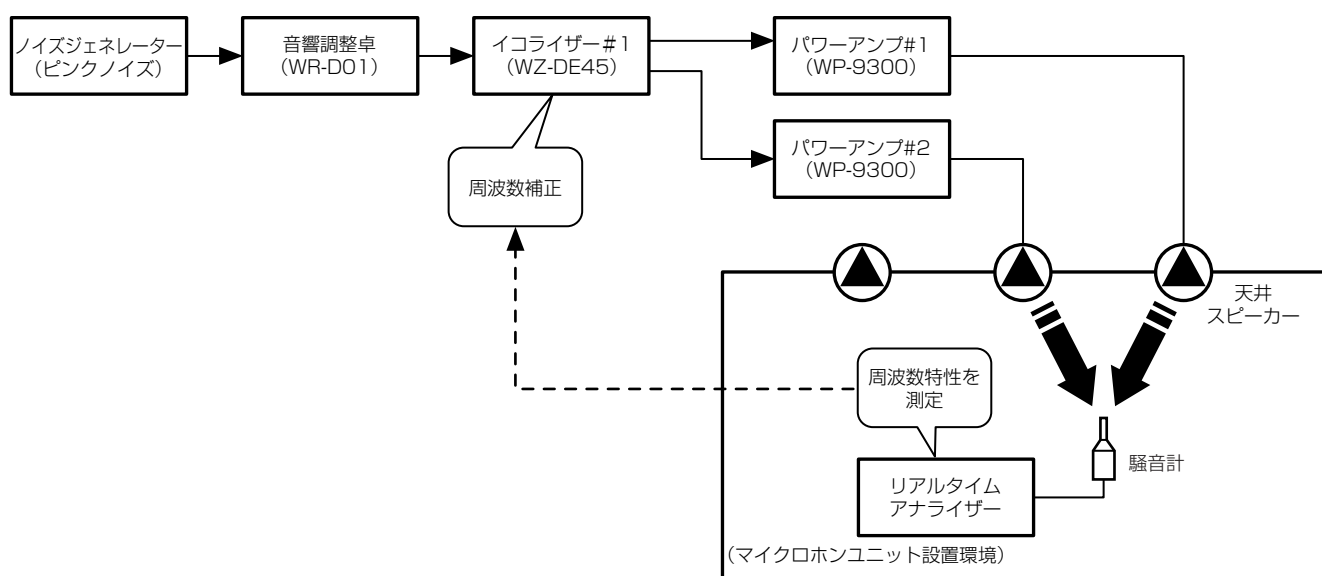 ノイズジェネレーター
（ピンクノイズ）
音響調整卓
（WR-D01）
イコライザー＃1
（WZ-DE45）
パワーアンプ#1
（WP-9300）
パワーアンプ#2
（WP-9300）
周波数補正
天井
スピーカー
周波数特性を
測定
騒音計
リアルタイム
アナライザー
（マイクロホンユニット設置環境）